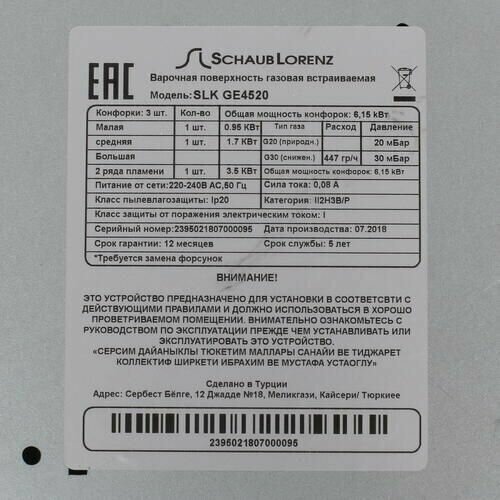 SCHAUB LORENZ
EAC
Варочная поверхность газовая встраиваемая
Модель: SLK GE4520
Конфорки: 3 шт. Кол-во Общая мощность конфорок: 6,15 кВт
Малая 1 шт. 0.95 КВт Тип газа Расход Давление
средняя 1 шт. 1.7 КВт G20 (природн.) 20 мБар
Большая G30 (снижен.) 447 гр/ч 30 мБар
2 ряда пламени 1 шт. 3.5 КВт Общая мощность конфорок: 6,15 кВт
Питание от сети: 220-240В АС,50 Гц Сила тока: 0,08 А
Класс пылевлагозащиты: Ip20 Категория: II2H3B/P
Класс защиты от поражения электрическим током: I
Серийный номер: 2395021807000095 Дата производства: 07.2018
Срок гарантии: 12 месяцев Срок службы: 5 лет
*Требуется замена форсунок
ВНИМАНИЕ!
ЭТО УСТРОЙСТВО ПРЕДНАЗНАЧЕНО ДЛЯ УСТАНОВКИ В СООТВЕТСВТИ С
ДЕЙСТВУЮЩИМИ ПРАВИЛАМИ И ДОЛЖНО ИСПОЛЬЗОВАТЬСЯ В ХОРОШО
ПРОВЕТРИВАЕМОМ ПОМЕЩЕНИИ. ВНИМАТЕЛЬНО ОЗНАКОМЬТЕСЬ С
РУКОВОДСТВОМ ПО ЭКСПЛУАТАЦИИ ПРЕЖДЕ ЧЕМ УСТАНАВЛИВАТЬ ИЛИ
ЭКСПЛУАТИРОВАТЬ ЭТО УСТРОЙСТВО.
«СЕРСИМ ДАЙАНЫКЛЫ ТЮКЕТИМ МАЛЛАРЫ САНАЙИ ВЕ ТИДЖАРЕТ
КОЛЛЕКТИФ ШИРКЕТИ ИБРАХИМ ВЕ МУСТАФА УСТАОГЛУ»
Сделано в Турции
Адрес: Сербест Бёлге, 12 Джадде №18, Меликгази, Кайсери/ Тюркиее
2395021807000095